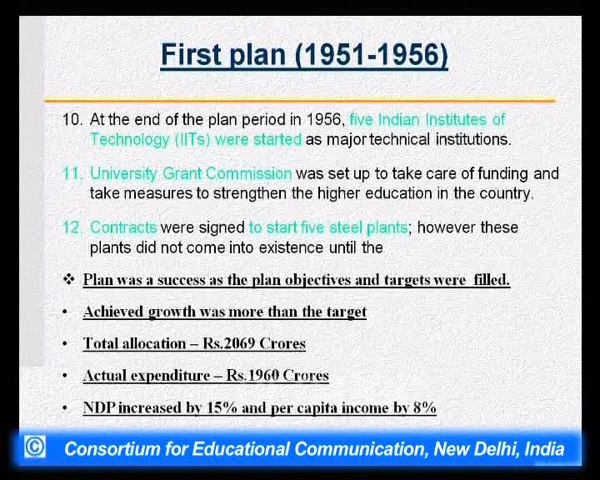 First plan (1951-1956)
10. At the end of the plan period in 1956, five Indian Institutes of
Technology (IITs) were started as major technical institutions.
11. University Grant Commission was set up to take care of funding and
take measures to strengthen the higher education in the country.
12. Contracts were signed to start five steel plants; however these
plants did not come into existence until the
❖ Plan was a success as the plan objectives and targets were filled.
• Achieved growth was more than the target
• Total allocation – Rs.2069 Crores
• Actual expenditure – Rs.1960 Crores
• NDP increased by 15% and per capita income by 8%
© Consortium for Educational Communication, New Delhi, India